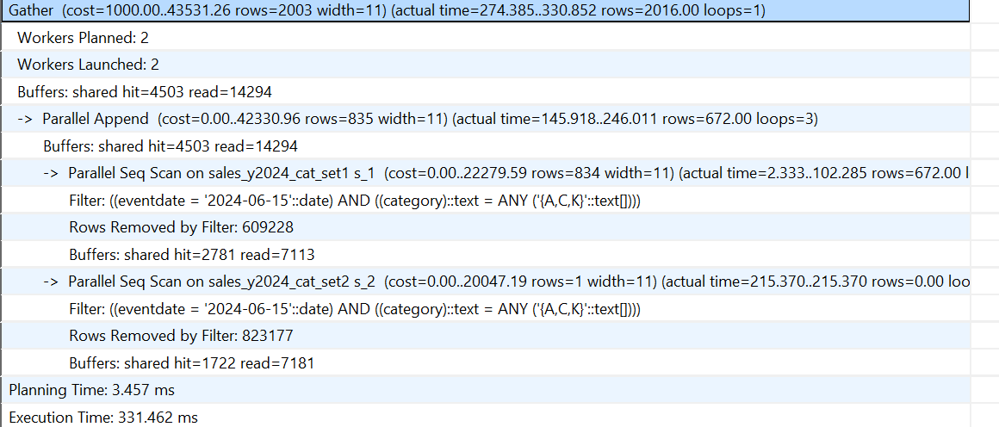 Gather (cost=1000.00..43531.26 rows=2003 width=11) (actual time=274.385..330.852 rows=2016.00 loops=1)
Workers Planned: 2
Workers Launched: 2
Buffers: shared hit=4503 read=14294
-> Parallel Append (cost=0.00..42330.96 rows=835 width=11) (actual time=145.918..246.011 rows=672.00 loops=3)
Buffers: shared hit=4503 read=14294
-> Parallel Seq Scan on sales_y2024_cat_set1 s_1 (cost=0.00..22279.59 rows=834 width=11) (actual time=2.333..102.285 rows=672.00 l
Filter: ((eventdate = '2024-06-15'::date) AND ((category)::text = ANY ('{A,C,K}'::text[])))
Rows Removed by Filter: 609228
Buffers: shared hit=2781 read=7113
-> Parallel Seq Scan on sales_y2024_cat_set2 s_2 (cost=0.00..20047.19 rows=1 width=11) (actual time=215.370..215.370 rows=0.00 loo
Filter: ((eventdate = '2024-06-15'::date) AND ((category)::text = ANY ('{A,C,K}'::text[])))
Rows Removed by Filter: 823177
Buffers: shared hit=1722 read=7181
Planning Time: 3.457 ms
Execution Time: 331.462 ms